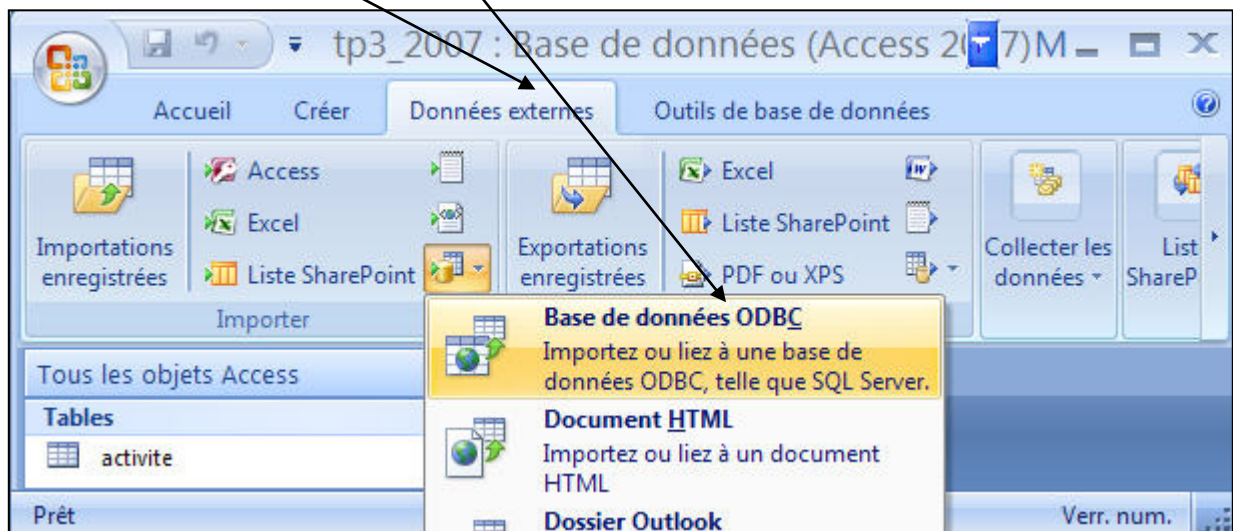 tp3_2007 : Base de données (Access 2007) M
Accueil Créer Données externes Outils de base de données
Importations enregistrées
Access
Excel
Liste SharePoint
Importer
Exportations enregistrées
Excel
Liste SharePoint
PDF ou XPS
Collecter les données
List
ShareP
Tous les objets Access
Tables
activite
Base de données ODBC
Importez ou liez à une base de
données ODBC, telle que SQL Server.
Document HTML
Importez ou liez à un document
HTML
Dossier Outlook
Prêt
Verr. num.